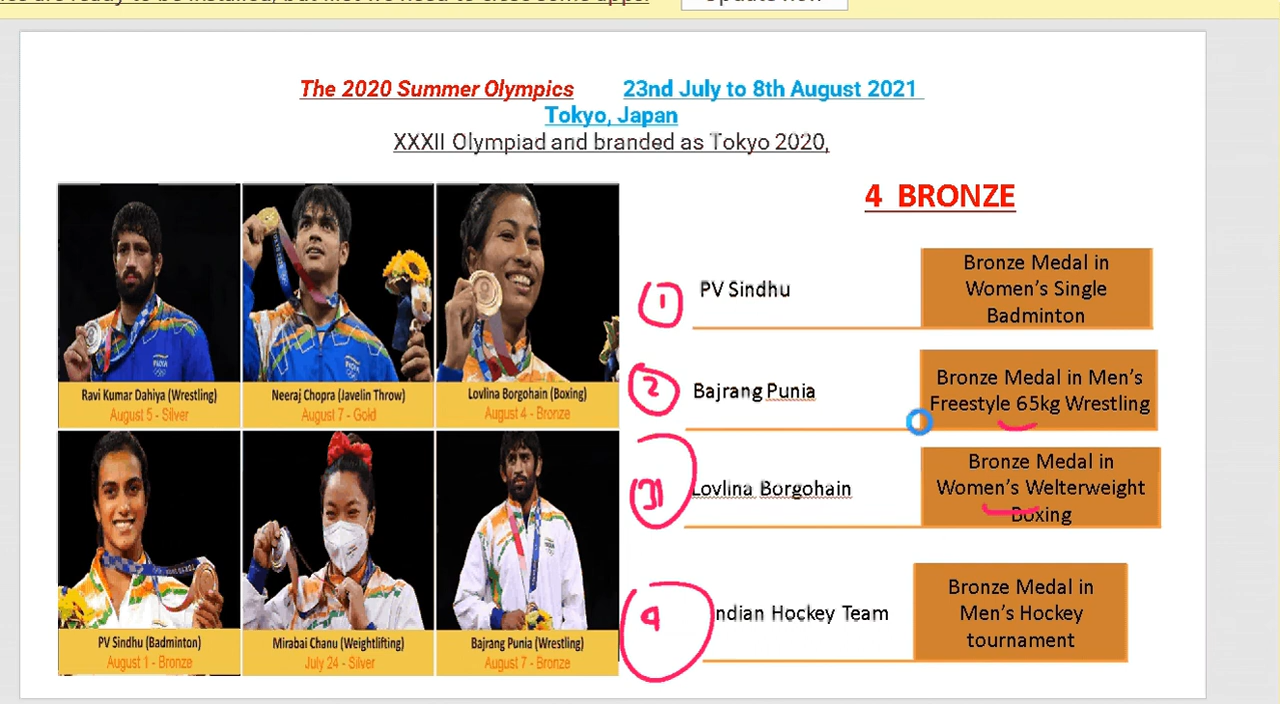 The 2020 Summer Olympics 23nd July to 8th August 2021
Tokyo, Japan
XXXII Olympiad and branded as Tokyo 2020,
4 BRONZE
Ravi Kumar Dahiya (Wrestling)
August 5 - Silver
Neeraj Chopra (Javelin Throw)
August 7 - Gold
Lovlina Borgohain (Boxing)
August 4 - Bronze
PV Sindhu (Badminton)
August 1 - Bronze
Mirabai Chanu (Weightlifting)
July 24 - Silver
Bajrang Punia (Wrestling)
August 7 - Bronze
1 PV Sindhu
Bronze Medal in
Women's Single
Badminton
2 Bajrang Punia
Bronze Medal in Men's
Freestyle 65kg Wrestling
3 Lovlina Borgohain
Bronze Medal in
Women's Welterweight
Boxing
4 Indian Hockey Team
Bronze Medal in
Men's Hockey
tournament